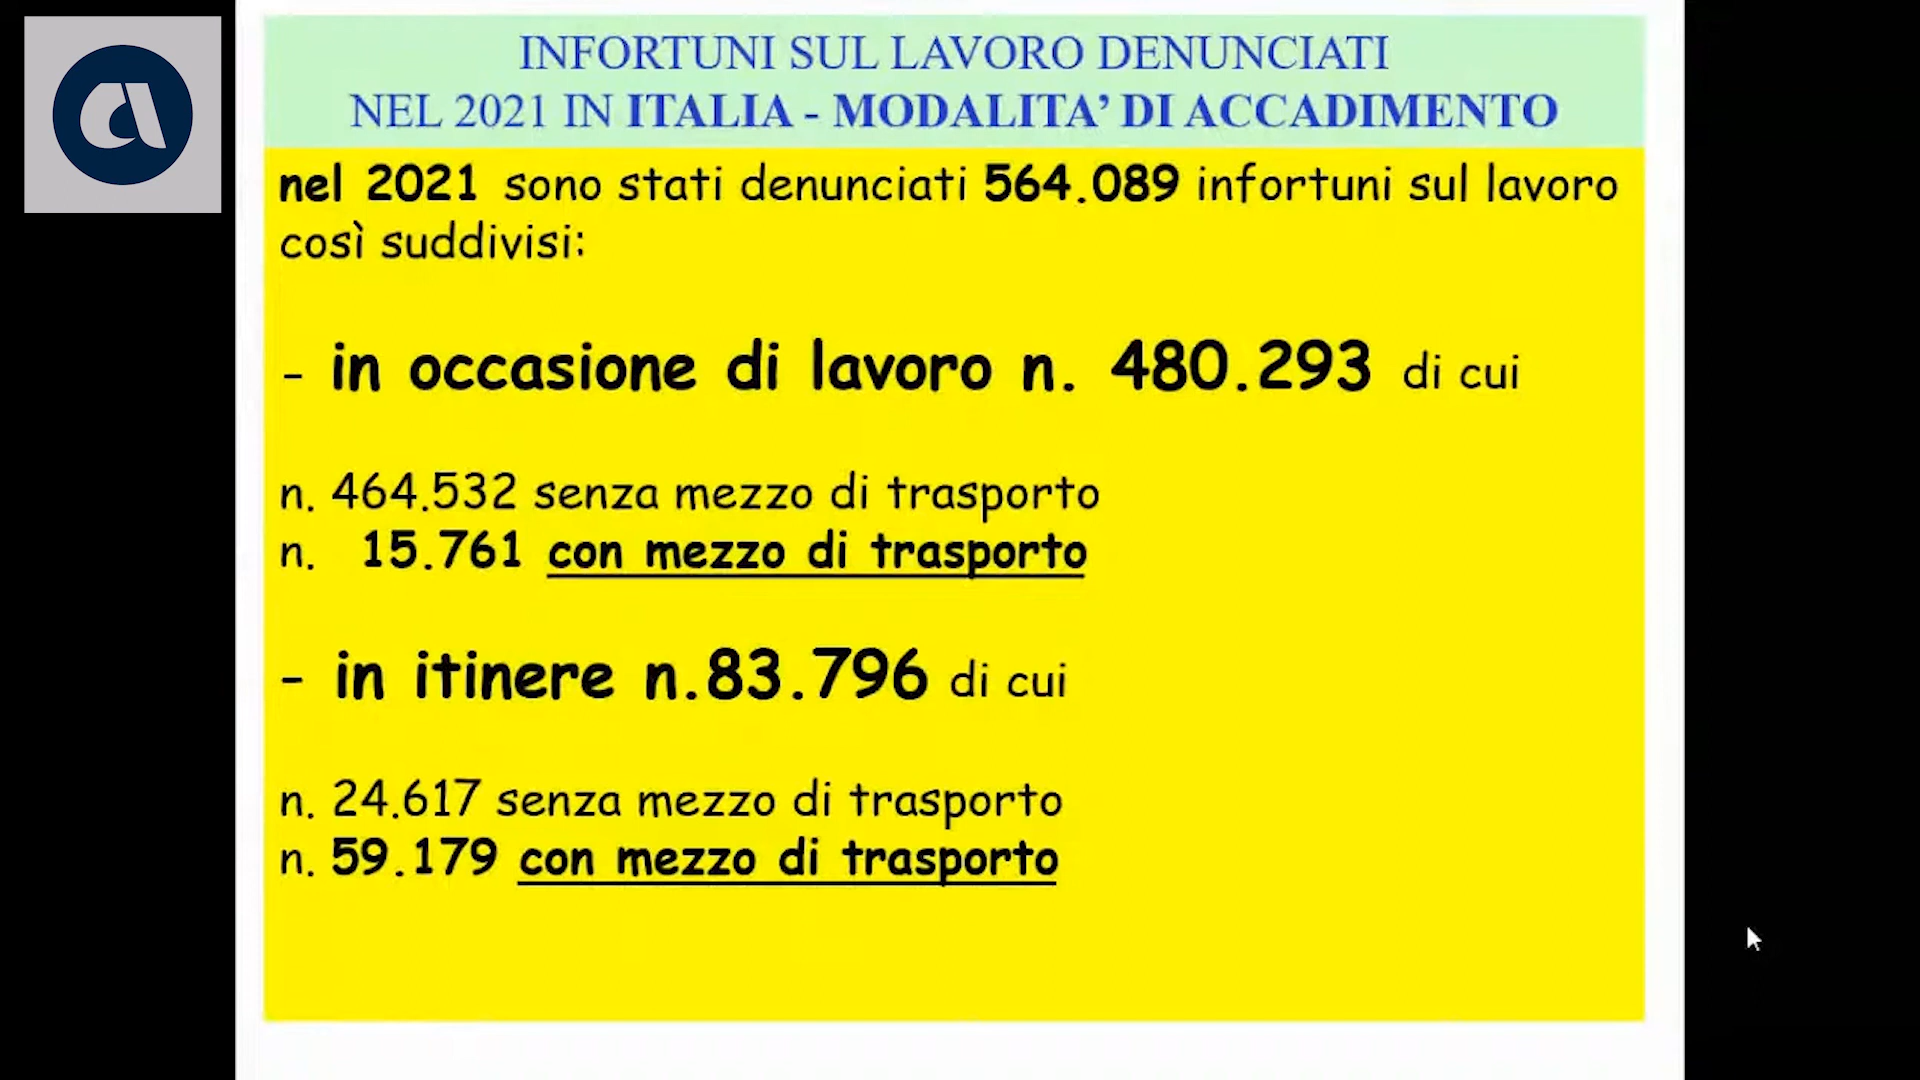 INFORTUNI SUL LAVORO DENUNCIATI
NEL 2021 IN ITALIA - MODALITA’ DI ACCADIMENTO
nel 2021 sono stati denunciati 564.089 infortuni sul lavoro
così suddivisi:
- in occasione di lavoro n. 480.293 di cui
n. 464.532 senza mezzo di trasporto
n. 15.761 con mezzo di trasporto
- in itinere n.83.796 di cui
n. 24.617 senza mezzo di trasporto
n. 59.179 con mezzo di trasporto